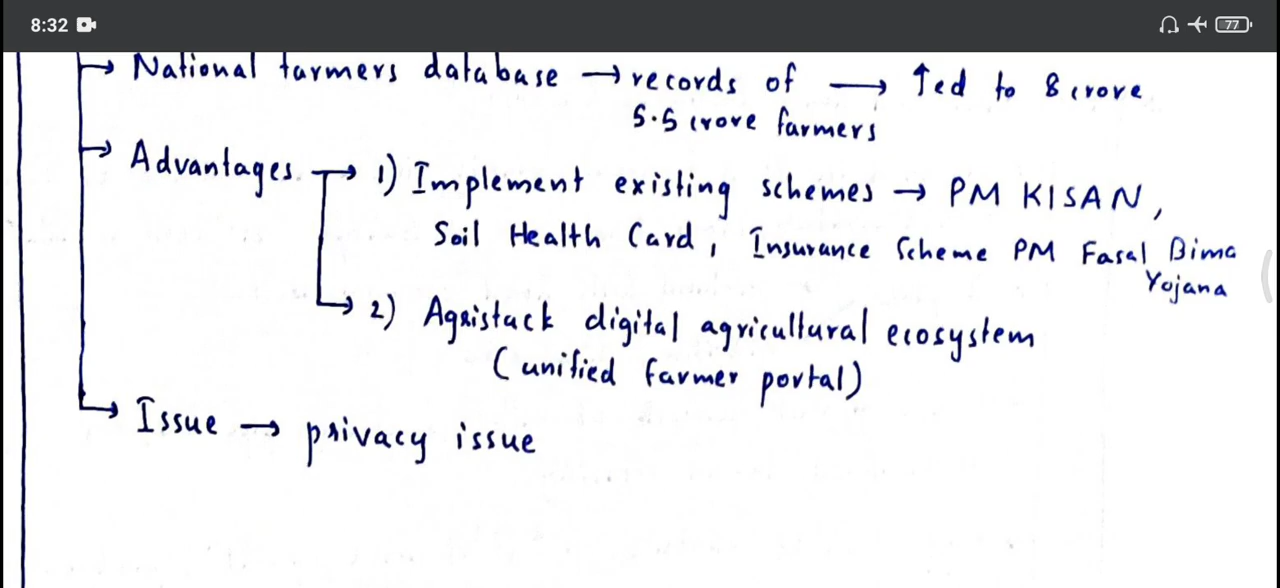 8:32
77
→ National farmers database → records of → ↑ed to 8 crore
5.5 crore farmers
→ Advantages → 1) Implement existing schemes → PM KISAN,
Soil Health Card, Insurance Scheme PM Fasal Bima
Yojana
→ 2) Agristack digital agricultural ecosystem
(unified farmer portal)
→ Issue → privacy issue